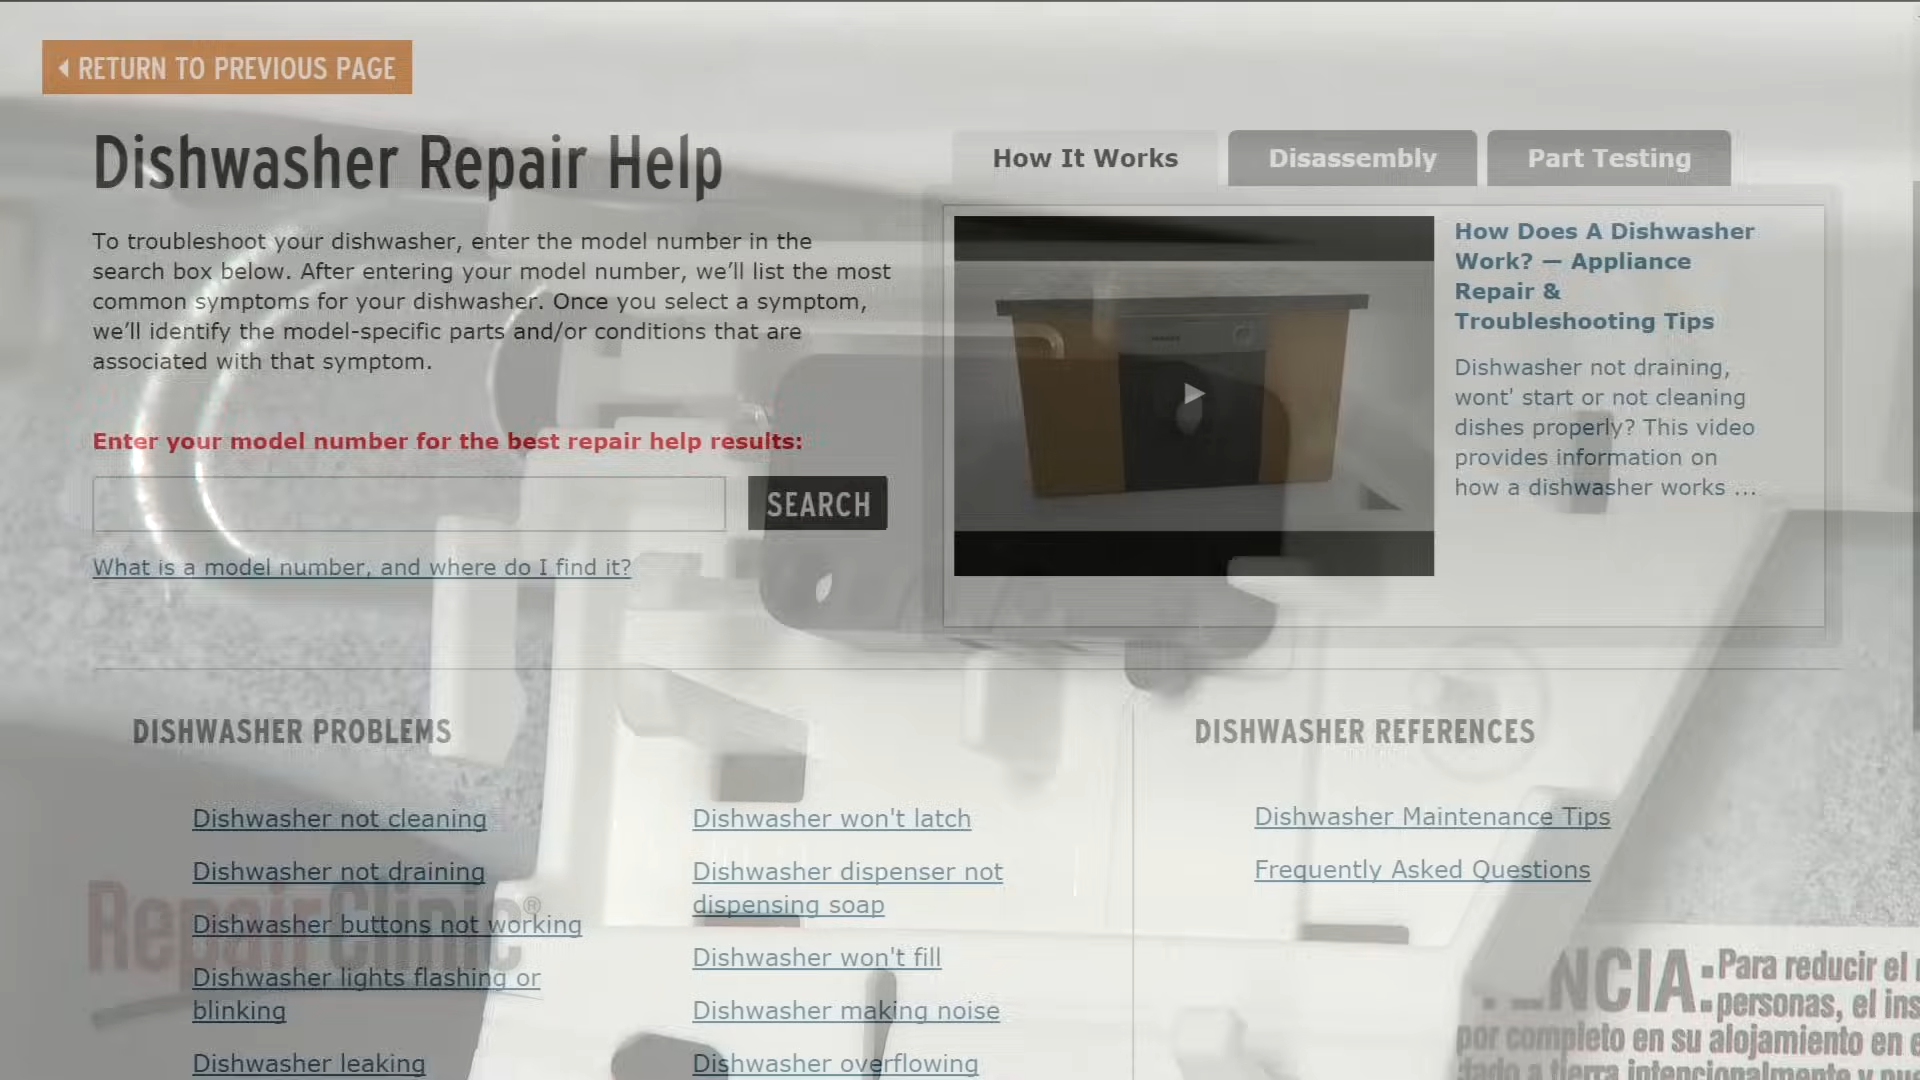 RETURN TO PREVIOUS PAGE
Dishwasher Repair Help
To troubleshoot your dishwasher, enter the model number in the
search box below. After entering your model number, we’ll list the most
common symptoms for your dishwasher. Once you select a symptom,
we’ll identify the model-specific parts and/or conditions that are
associated with that symptom.
Enter your model number for the best repair help results:
SEARCH
What is a model number, and where do I find it?
How It Works
Disassembly
Part Testing
How Does A Dishwasher
Work? — Appliance
Repair &
Troubleshooting Tips
Dishwasher not draining,
wont' start or not cleaning
dishes properly? This video
provides information on
how a dishwasher works ...
DISHWASHER PROBLEMS
Dishwasher not cleaning
Dishwasher not draining
Dishwasher buttons not working
Dishwasher lights flashing or
blinking
Dishwasher leaking
Dishwasher won't latch
Dishwasher dispenser not
dispensing soap
Dishwasher won't fill
Dishwasher making noise
Dishwasher overflowing
DISHWASHER REFERENCES
Dishwasher Maintenance Tips
Frequently Asked Questions
RepairClinic®
NCIA: Para reducir el
personas, el ins
por completo en su alojamiento en e
dado a tierra intencionalmente y pue